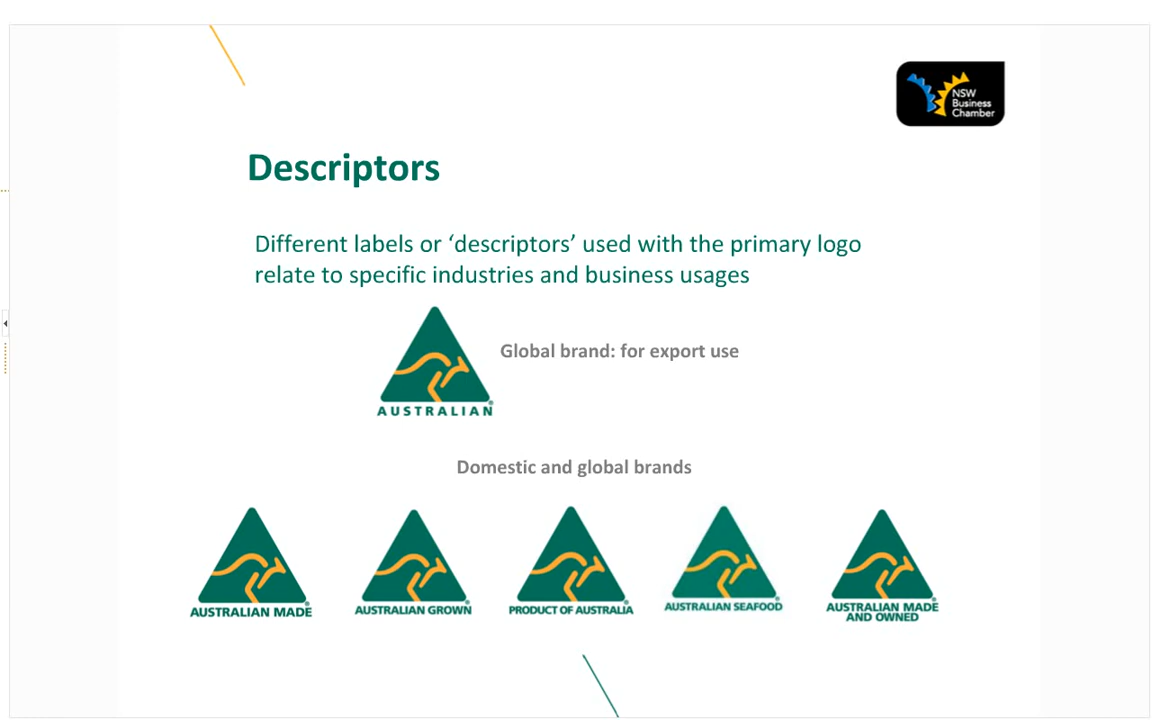 NSW
Business
Chamber
Descriptors
Different labels or ‘descriptors’ used with the primary logo
relate to specific industries and business usages
Global brand: for export use
AUSTRALIAN
Domestic and global brands
AUSTRALIAN MADE
AUSTRALIAN GROWN
PRODUCT OF AUSTRALIA
AUSTRALIAN SEAFOOD
AUSTRALIAN MADE
AND OWNED